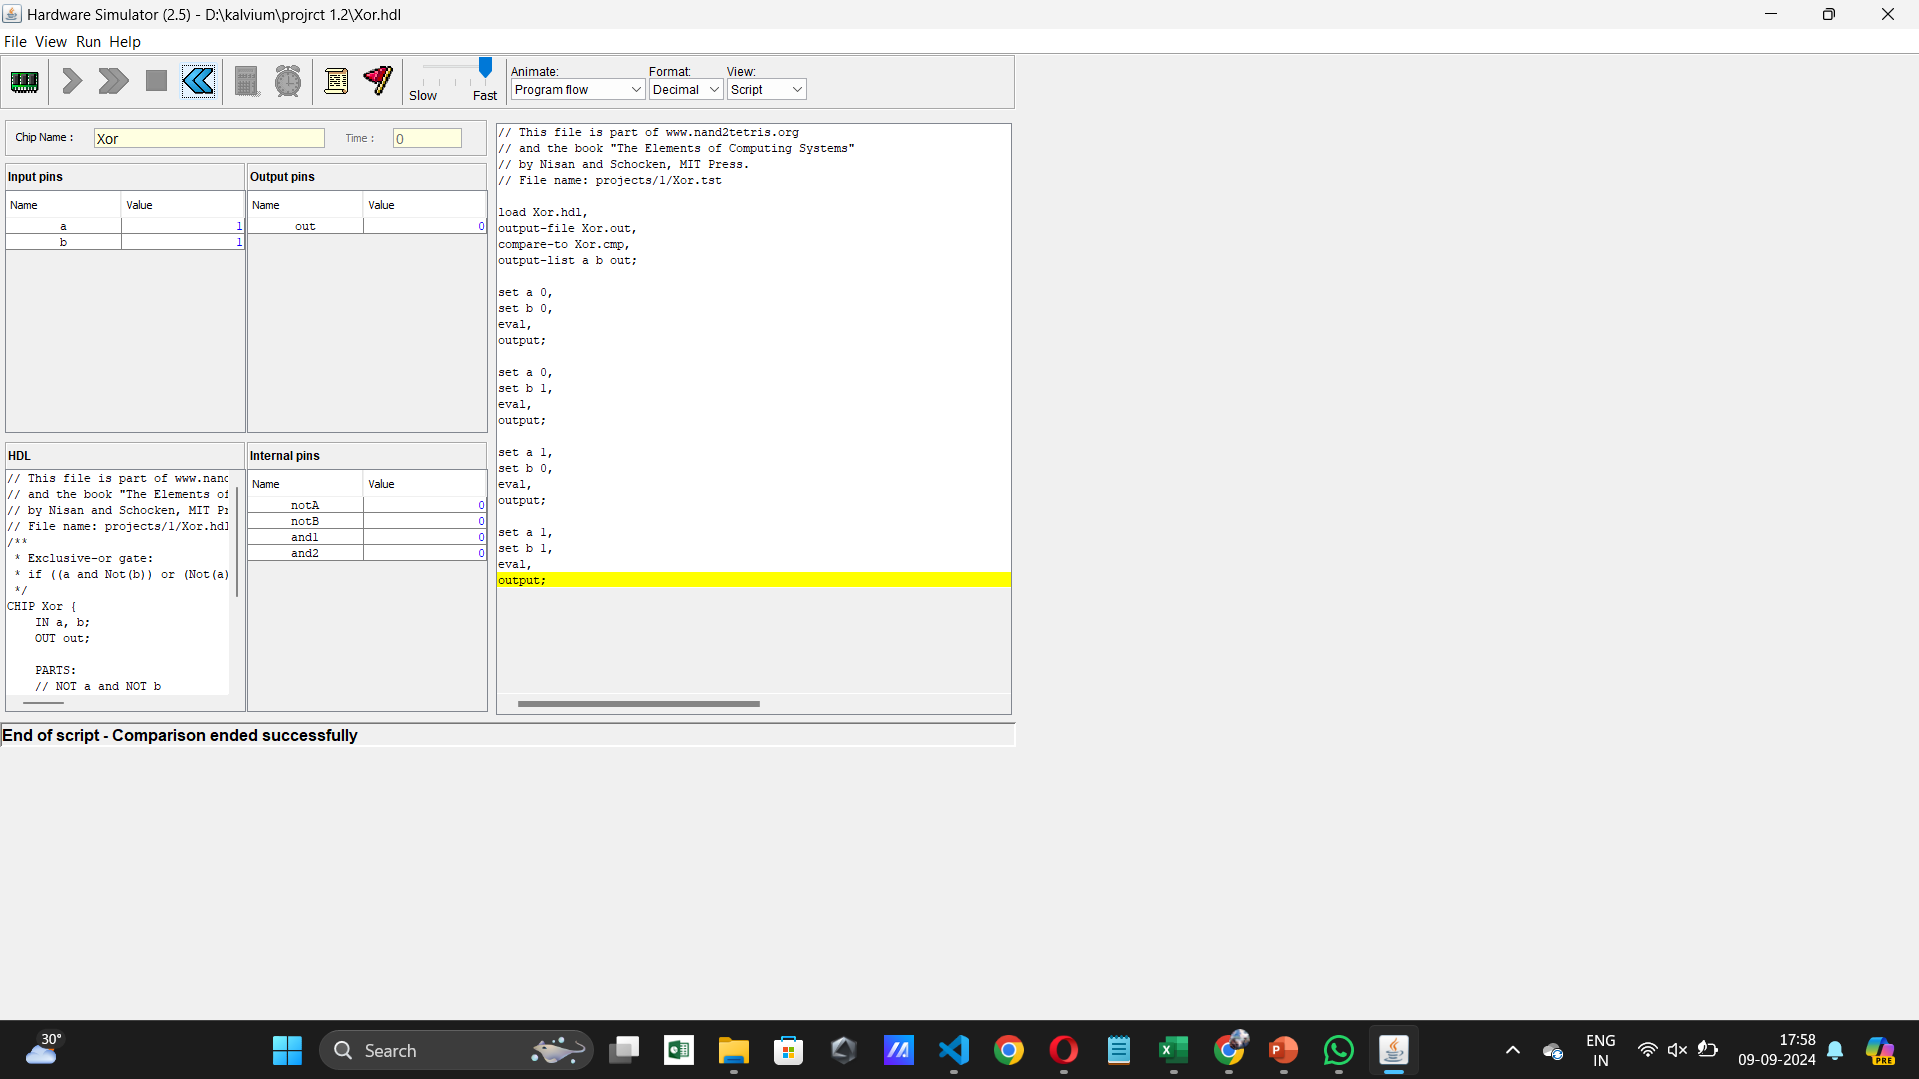 Hardware Simulator (2.5) - D:\kalvium\projrct 1.2\Xor.hdl
File View Run Help
Slow Fast
Animate:
Program flow
Format:
Decimal
View:
Script
Chip Name :
Xor
Time :
0
Input pins
Name Value
a 1
b 1
Output pins
Name Value
out 0
HDL
// This file is part of www.nand
// and the book "The Elements of
// by Nisan and Schocken, MIT Pr
// File name: projects/1/Xor.hdl
/**
* Exclusive-or gate:
* if ((a and Not(b)) or (Not(a)
*/
CHIP Xor {
IN a, b;
OUT out;
PARTS:
// NOT a and NOT b
Internal pins
Name Value
notA 0
notB 0
and1 0
and2 0
// This file is part of www.nand2tetris.org
// and the book "The Elements of Computing Systems"
// by Nisan and Schocken, MIT Press.
// File name: projects/1/Xor.tst
load Xor.hdl,
output-file Xor.out,
compare-to Xor.cmp,
output-list a b out;
set a 0,
set b 0,
eval,
output;
set a 0,
set b 1,
eval,
output;
set a 1,
set b 0,
eval,
output;
set a 1,
set b 1,
eval,
output;
End of script - Comparison ended successfully
30°
Search
ENG
IN
17:58
09-09-2024
PRE